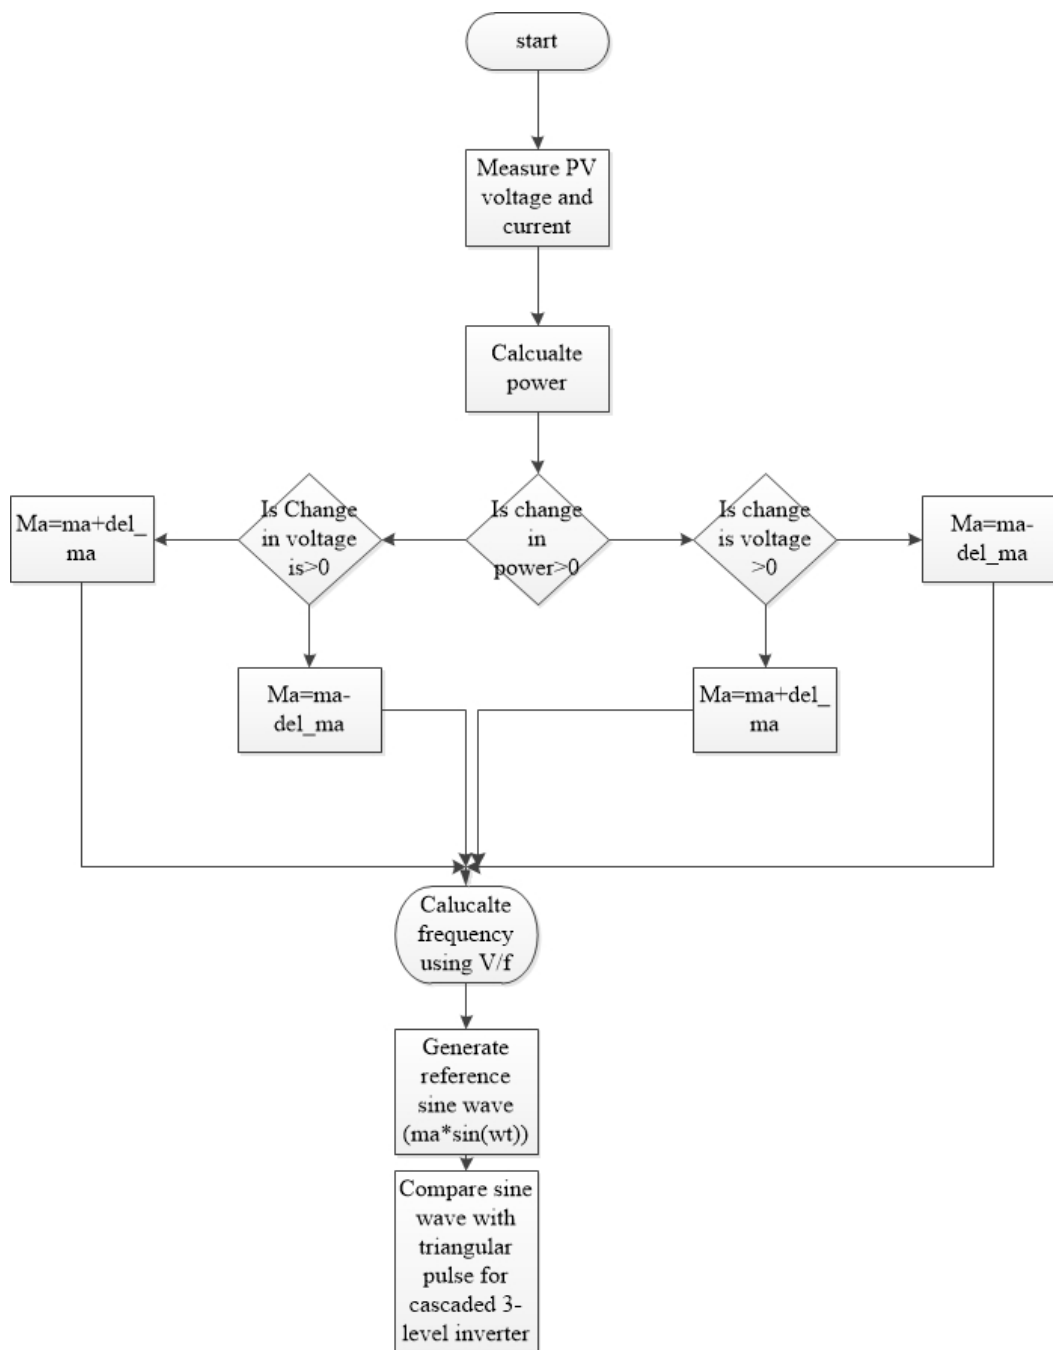 start
Measure PV
voltage and
current
Calcualte
power
Is Change
in voltage
is>0
Is change
in
power>0
Is change
is voltage
>0
Ma=ma+del_
ma
Ma=ma-
del_ma
Ma=ma-
del_ma
Ma=ma+del_
ma
Calucalte
frequency
using V/f
Generate
reference
sine wave
(ma*sin(wt))
Compare sine
wave with
triangular
pulse for
cascaded 3-
level inverter